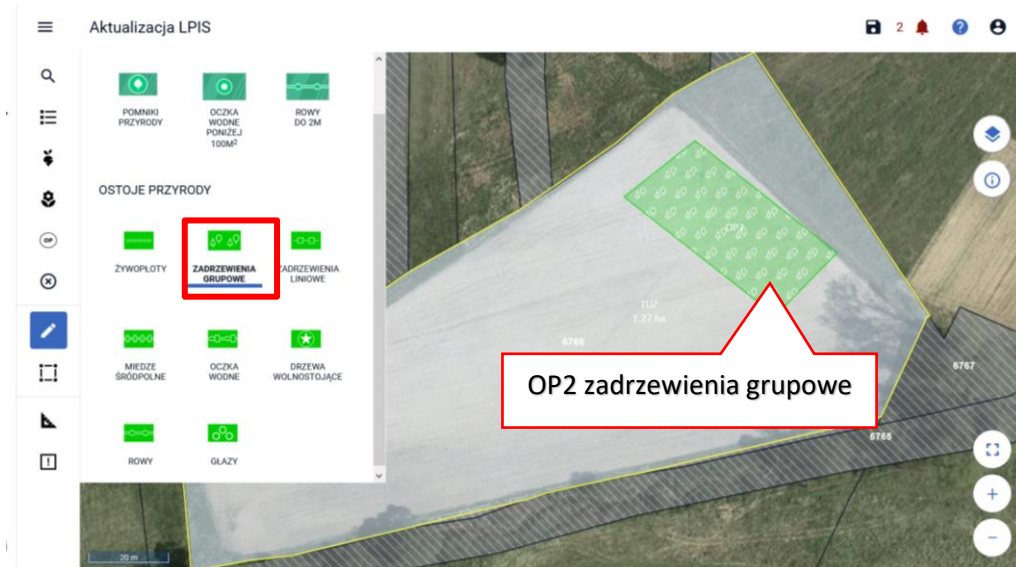 Aktualizacja LPIS
2
POMNIKI
PRZYRODY
OCZKA
WODNE
PONIŻEJ
100M²
ROWY
DO 2M
OSTOJE PRZYRODY
ŻYWOPŁOTY
ZADRZEWIENIA
GRUPOWE
ZADRZEWIENIA
LINIOWE
MIEDZE
ŚRÓDPOLNE
OCZKA
WODNE
DRZEWA
WOLNOSTOJĄCE
ROWY
GŁAZY
OP
OP2
TUZ
1.27 ha
6766
6767
6765
OP2 zadrzewienia grupowe
20 m